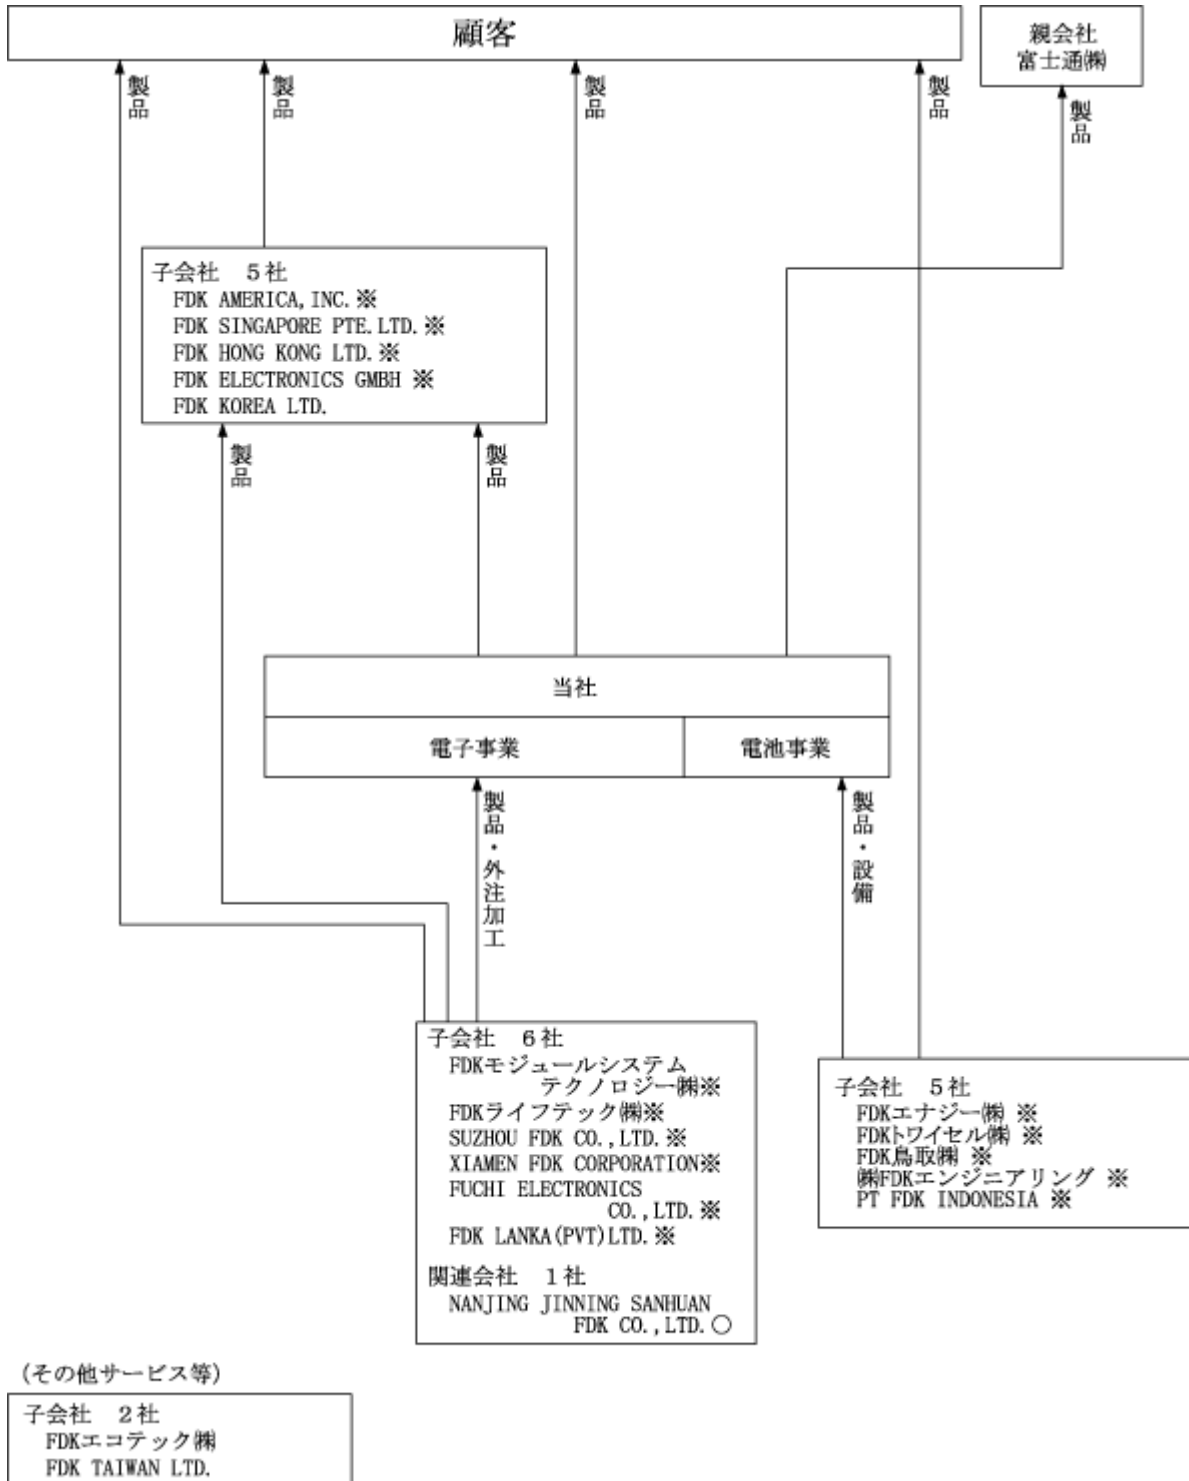 顧客
親会社
富士通㈱
製品
製品
製品
製品
製品
子会社　５社
FDK AMERICA, INC. ※
FDK SINGAPORE PTE. LTD. ※
FDK HONG KONG LTD. ※
FDK ELECTRONICS GMBH ※
FDK KOREA LTD.
製品
製品
当社
電子事業
電池事業
製品・外注加工
製品・設備
子会社　６社
FDKモジュールシステム
テクノロジー㈱※
FDKライフテック㈱※
SUZHOU FDK CO., LTD. ※
XIAMEN FDK CORPORATION※
FUCHI ELECTRONICS
CO., LTD. ※
FDK LANKA(PVT)LTD. ※
関連会社　１社
NANJING JINNING SANHUAN
FDK CO., LTD. ○
子会社　５社
FDKエナジー㈱ ※
FDKトワイセル㈱ ※
FDK鳥取㈱ ※
㈱FDKエンジニアリング ※
PT FDK INDONESIA ※
(その他サービス等)
子会社　２社
FDKエコテック㈱
FDK TAIWAN LTD.